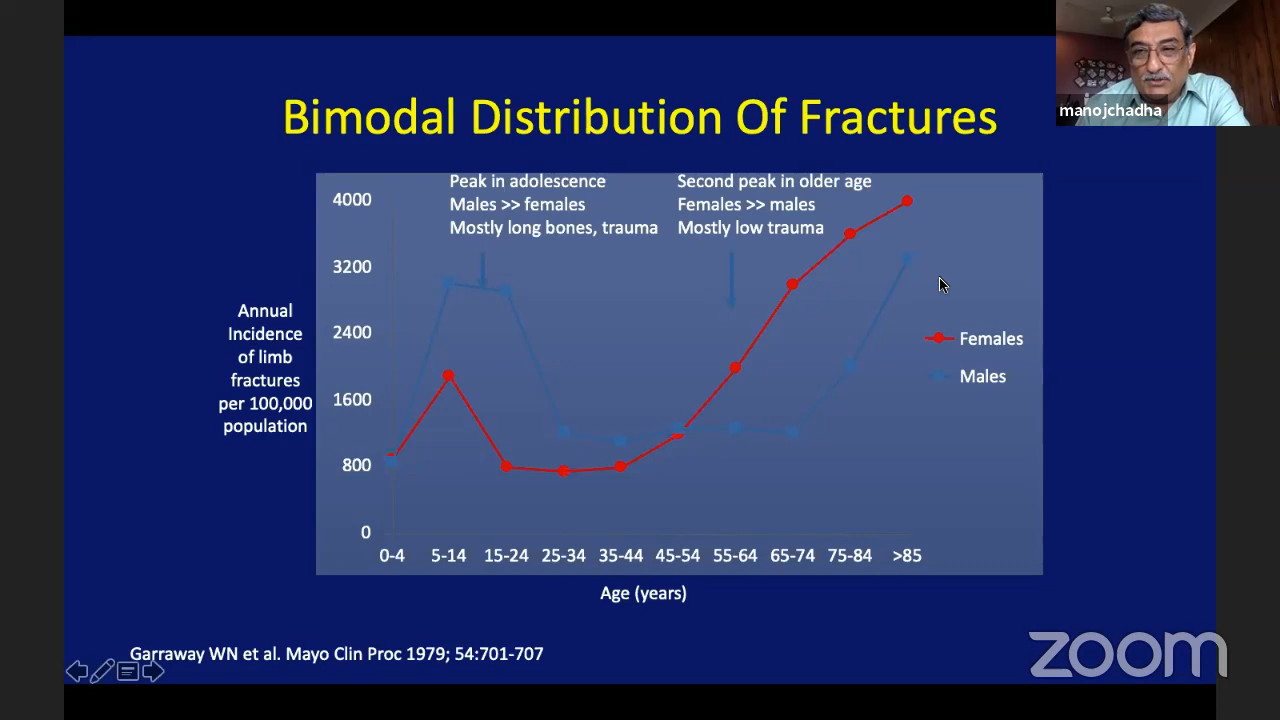 manojchadha
Bimodal Distribution Of Fractures
Peak in adolescence
Males >> females
Mostly long bones, trauma
Second peak in older age
Females >> males
Mostly low trauma
4000
3200
2400
1600
800
0
Annual
Incidence
of limb
fractures
per 100,000
population
Females
Males
0-4 5-14 15-24 25-34 35-44 45-54 55-64 65-74 75-84 >85
Age (years)
Garraway WN et al. Mayo Clin Proc 1979; 54:701-707
zoom